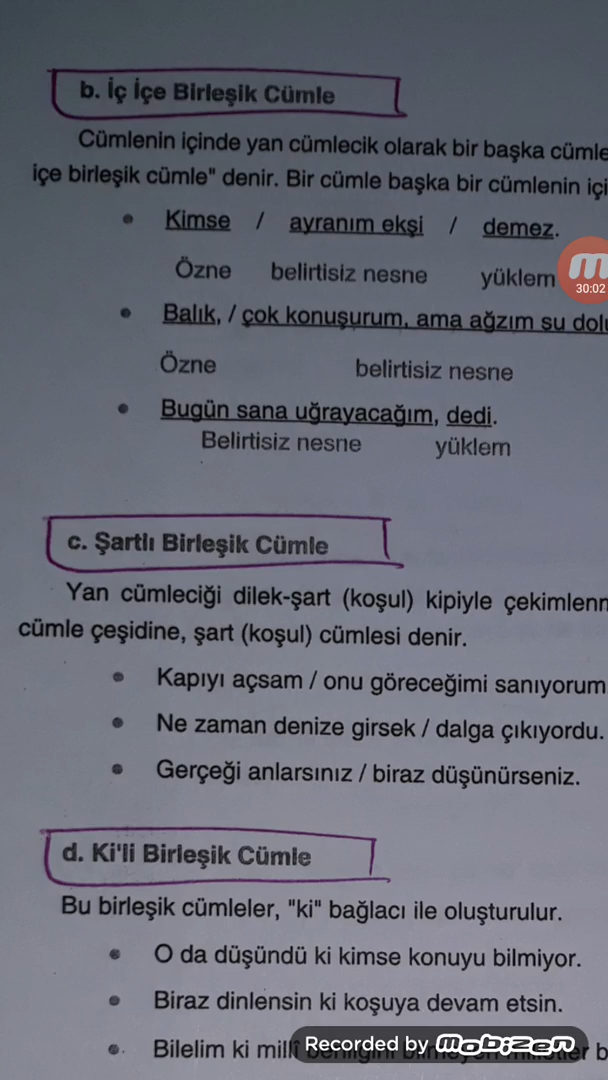 b. İç İçe Birleşik Cümle
Cümlenin içinde yan cümlecik olarak bir başka cümle
içe birleşik cümle" denir. Bir cümle başka bir cümlenin içi
• Kimse / ayranım ekşi / demez.
Özne belirtisiz nesne yüklem
30:02
• Balık, / çok konuşurum, ama ağzım su dolu
Özne belirtisiz nesne
• Bugün sana uğrayacağım, dedi.
Belirtisiz nesne yüklem
c. Şartlı Birleşik Cümle
Yan cümleciği dilek-şart (koşul) kipiyle çekimlenm
cümle çeşidine, şart (koşul) cümlesi denir.
• Kapıyı açsam / onu göreceğimi sanıyorum
• Ne zaman denize girsek / dalga çıkıyordu.
• Gerçeği anlarsınız / biraz düşünürseniz.
d. Ki'li Birleşik Cümle
Bu birleşik cümleler, "ki" bağlacı ile oluşturulur.
• O da düşündü ki kimse konuyu bilmiyor.
• Biraz dinlensin ki koşuya devam etsin.
• Bilelim ki millî
Recorded by mobizen